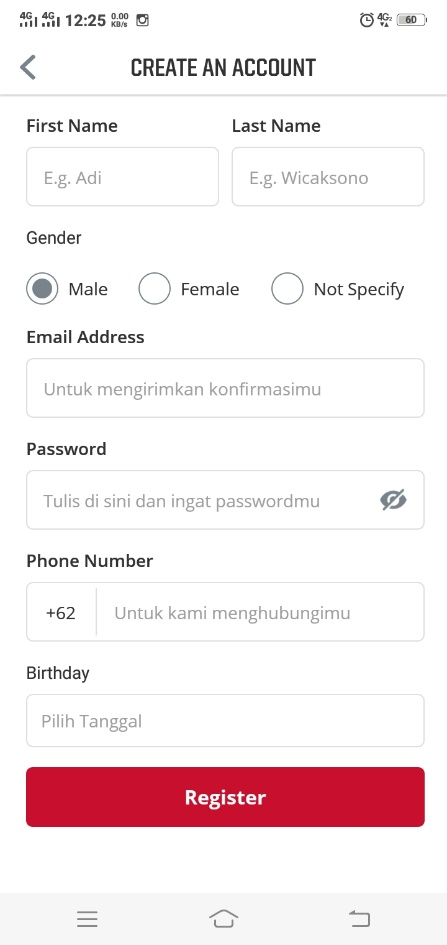 4G 4G 12:25 0.00 KB/s 4G2 60
CREATE AN ACCOUNT
First Name Last Name
E.g. Adi E.g. Wicaksono
Gender
Male Female Not Specify
Email Address
Untuk mengirimkan konfirmasimu
Password
Tulis di sini dan ingat passwordmu
Phone Number
+62 Untuk kami menghubungimu
Birthday
Pilih Tanggal
Register